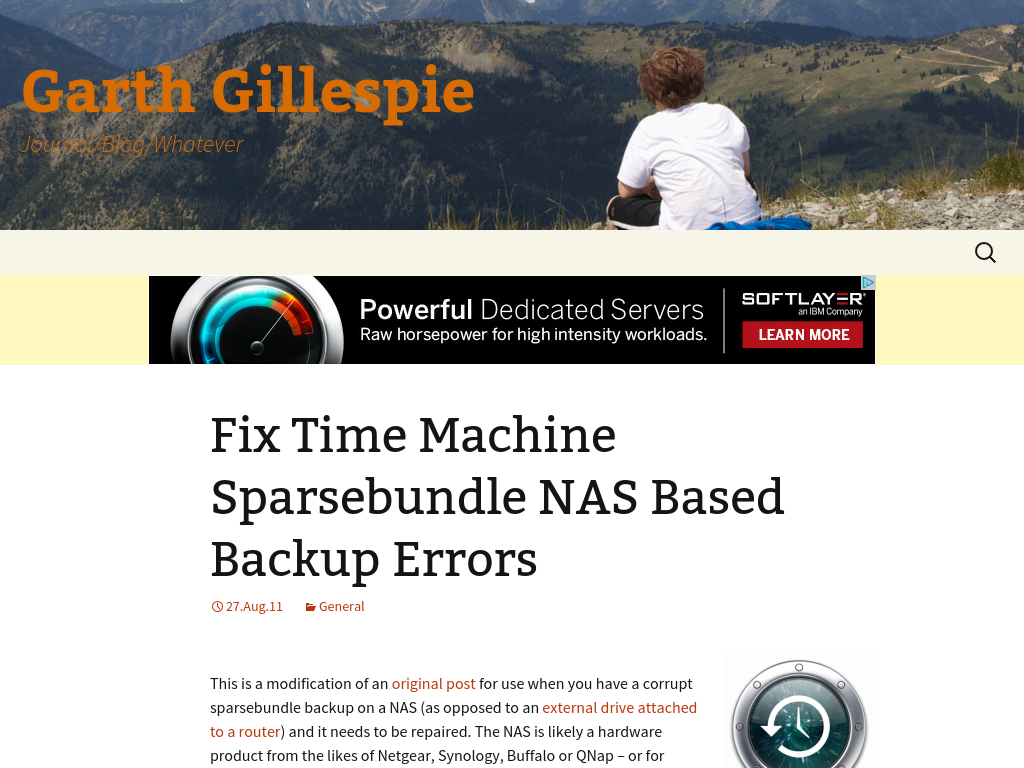 Garth Gillespie
Journal/Blog/Whatever
Powerful Dedicated Servers
Raw horsepower for high intensity workloads.
SOFTLAYER
an IBM Company
LEARN MORE
Fix Time Machine
Sparsebundle NAS Based
Backup Errors
27.Aug.11 General
This is a modification of an original post for use when you have a corrupt
sparsebundle backup on a NAS (as opposed to an external drive attached
to a router) and it needs to be repaired. The NAS is likely a hardware
product from the likes of Netgear, Synology, Buffalo or QNap – or for